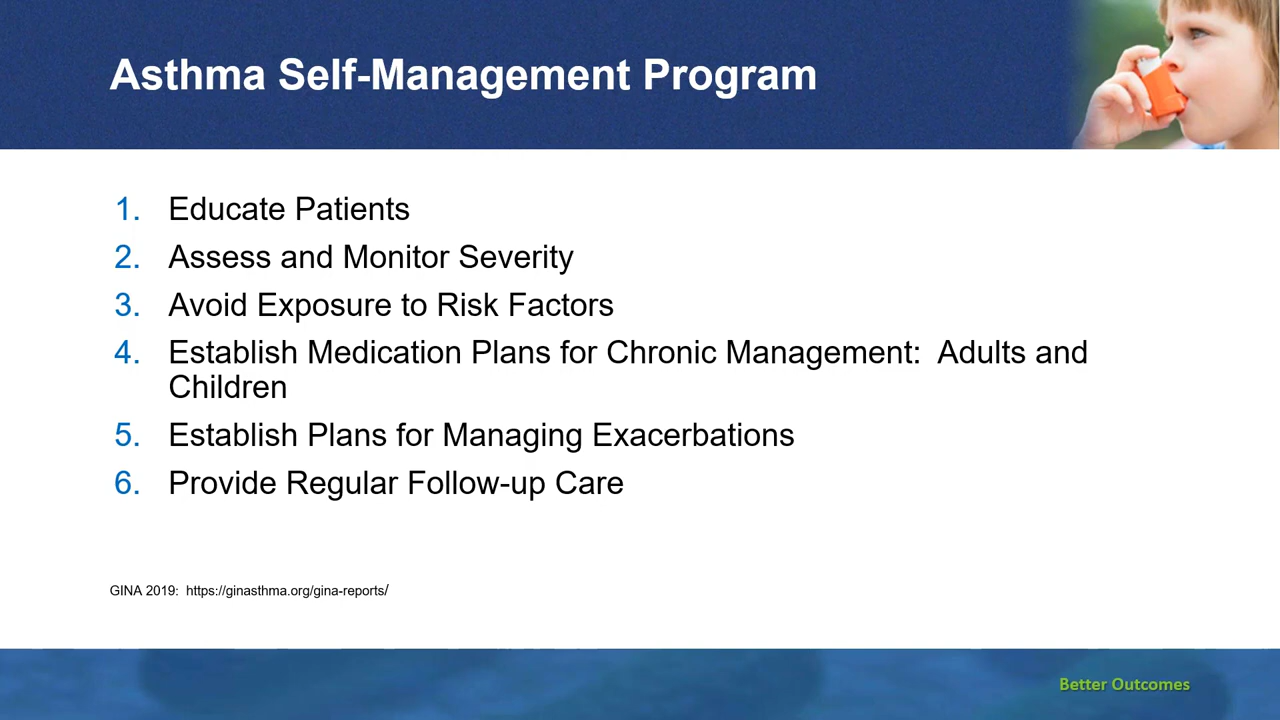 Asthma Self-Management Program
1. Educate Patients
2. Assess and Monitor Severity
3. Avoid Exposure to Risk Factors
4. Establish Medication Plans for Chronic Management:  Adults and
Children
5. Establish Plans for Managing Exacerbations
6. Provide Regular Follow-up Care
GINA 2019:  https://ginasthma.org/gina-reports/
Better Outcomes